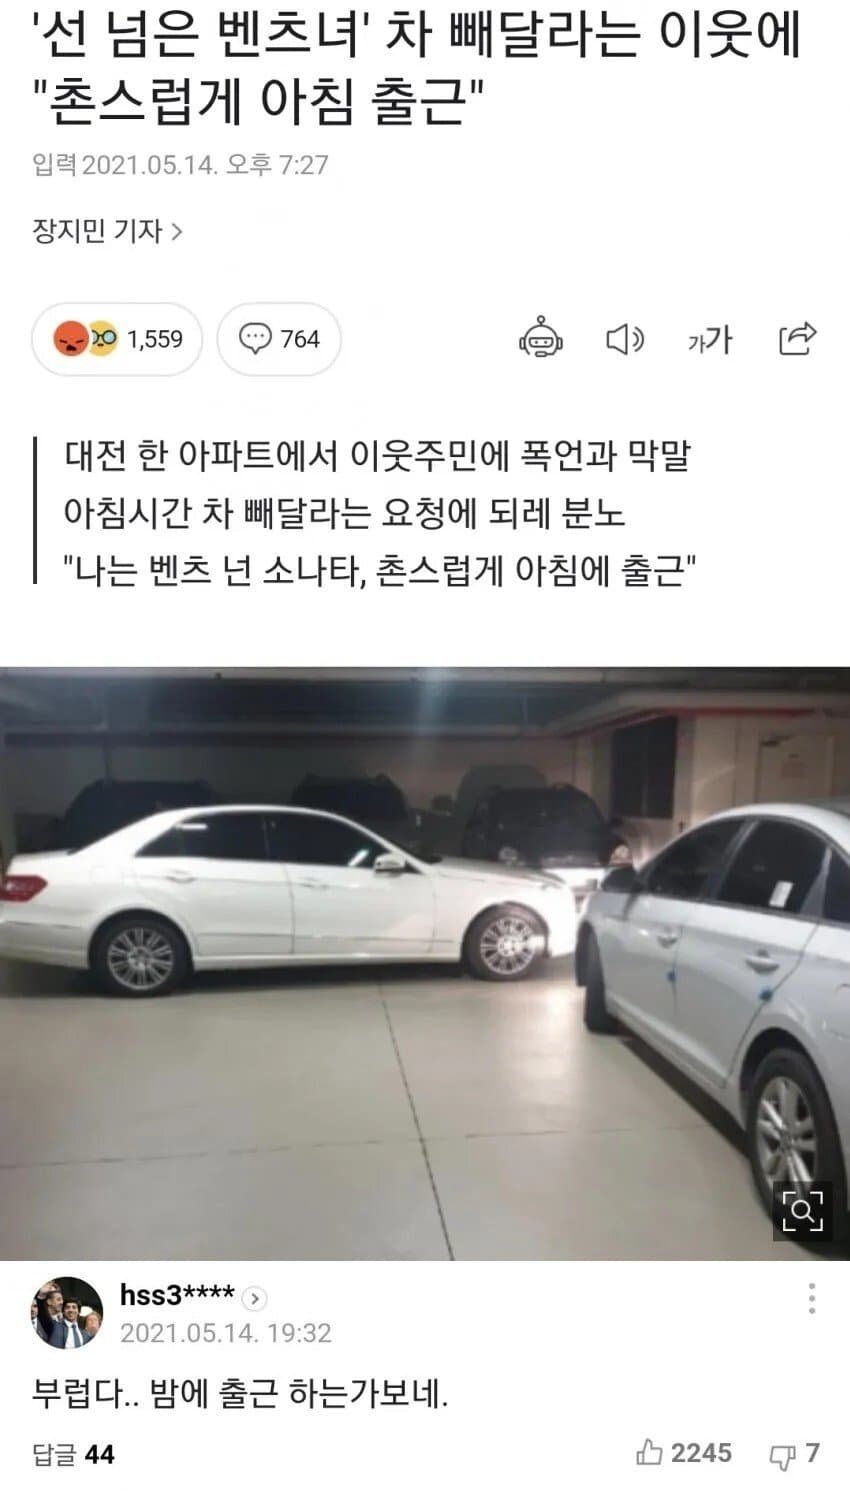 '선 넘은 벤츠녀' 차 빼달라는 이웃에
"촌스럽게 아침 출근"
입력 2021.05.14. 오후 7:27
장지민 기자 >
1,559
764
가가
대전 한 아파트에서 이웃주민에 폭언과 막말
아침시간 차 빼달라는 요청에 되레 분노
"나는 벤츠 넌 소나타, 촌스럽게 아침에 출근"
hss3****
2021.05.14. 19:32
부럽다.. 밤에 출근 하는가보네.
답글 44
2245
7